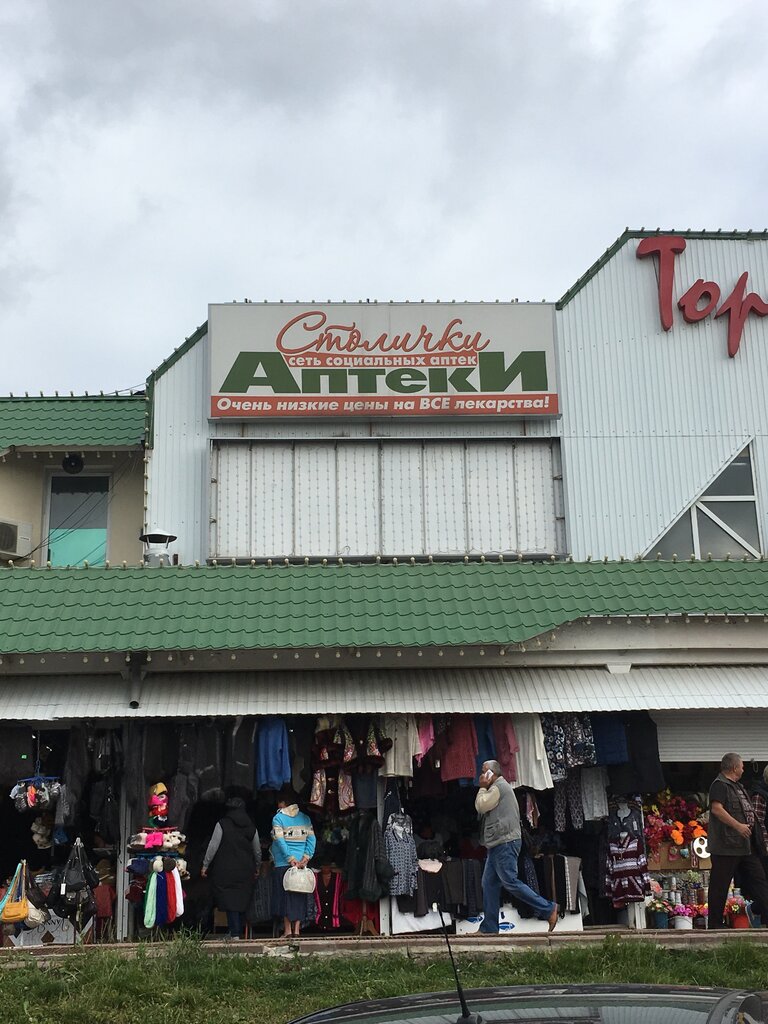 Столички
сеть социальных аптек
АптекИ
Очень низкие цены на ВСЕ лекарства!
Тор